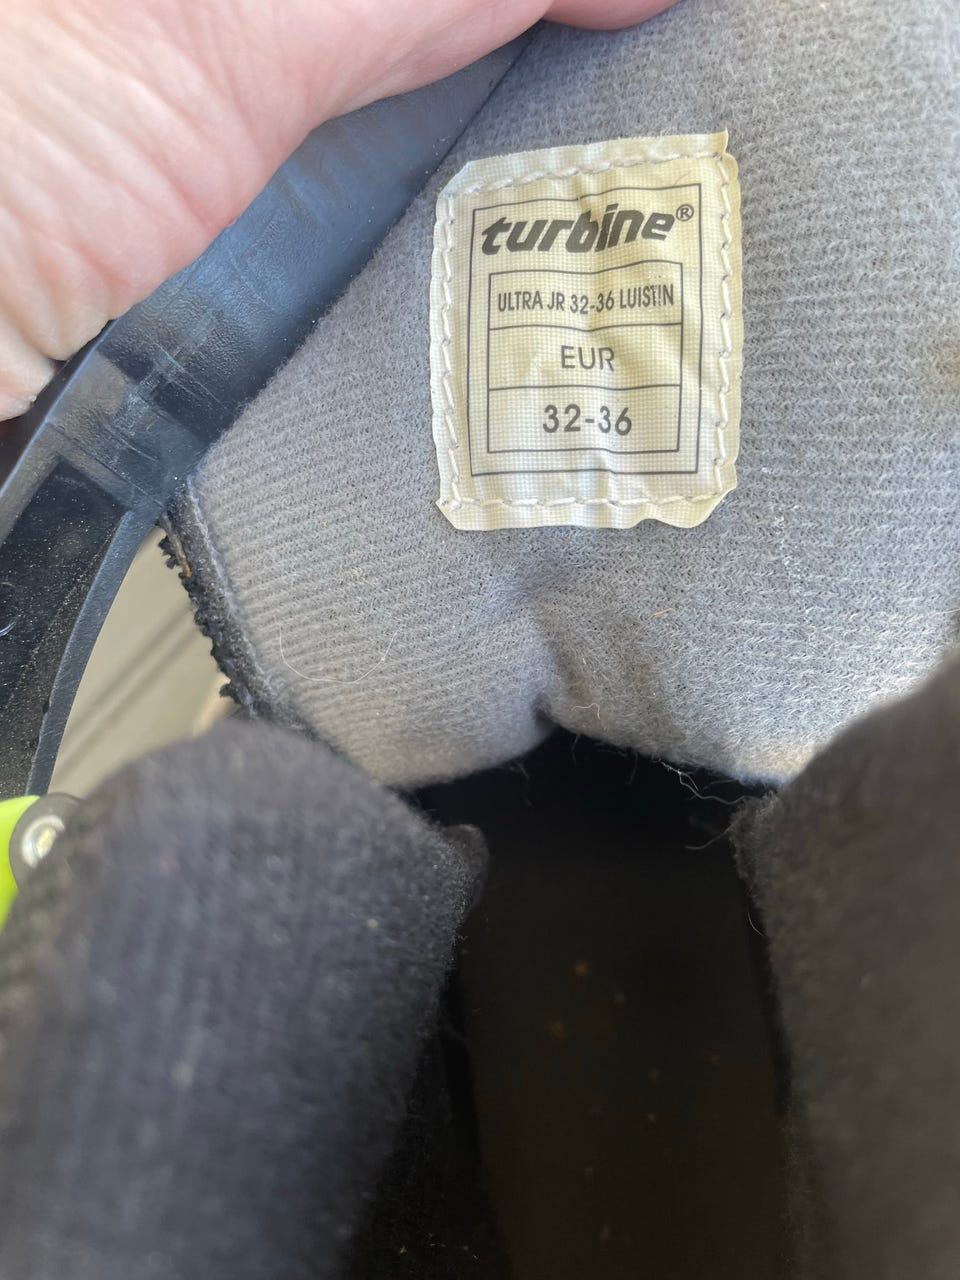 turbine®
ULTRA JR 32-36 LUISTIN
EUR
32-36